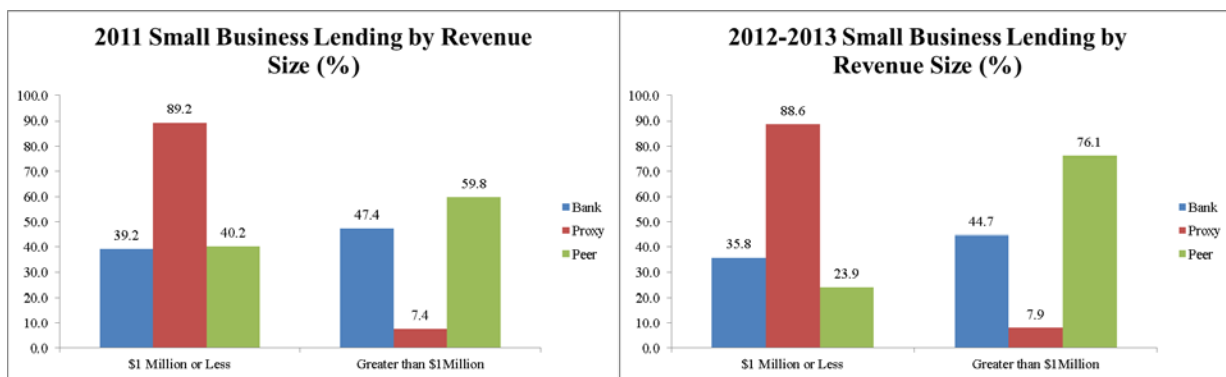 2011 Small Business Lending by Revenue
Size (%)
100.0
90.0
80.0
70.0
60.0
50.0
40.0
30.0
20.0
10.0
0.0
39.2
89.2
40.2
47.4
7.4
59.8
$1 Million or Less
Greater than $1Million
Bank
Proxy
Peer
2012-2013 Small Business Lending by
Revenue Size (%)
100.0
90.0
80.0
70.0
60.0
50.0
40.0
30.0
20.0
10.0
0.0
35.8
88.6
23.9
44.7
7.9
76.1
$1 Million or Less
Greater than $1Million
Bank
Proxy
Peer